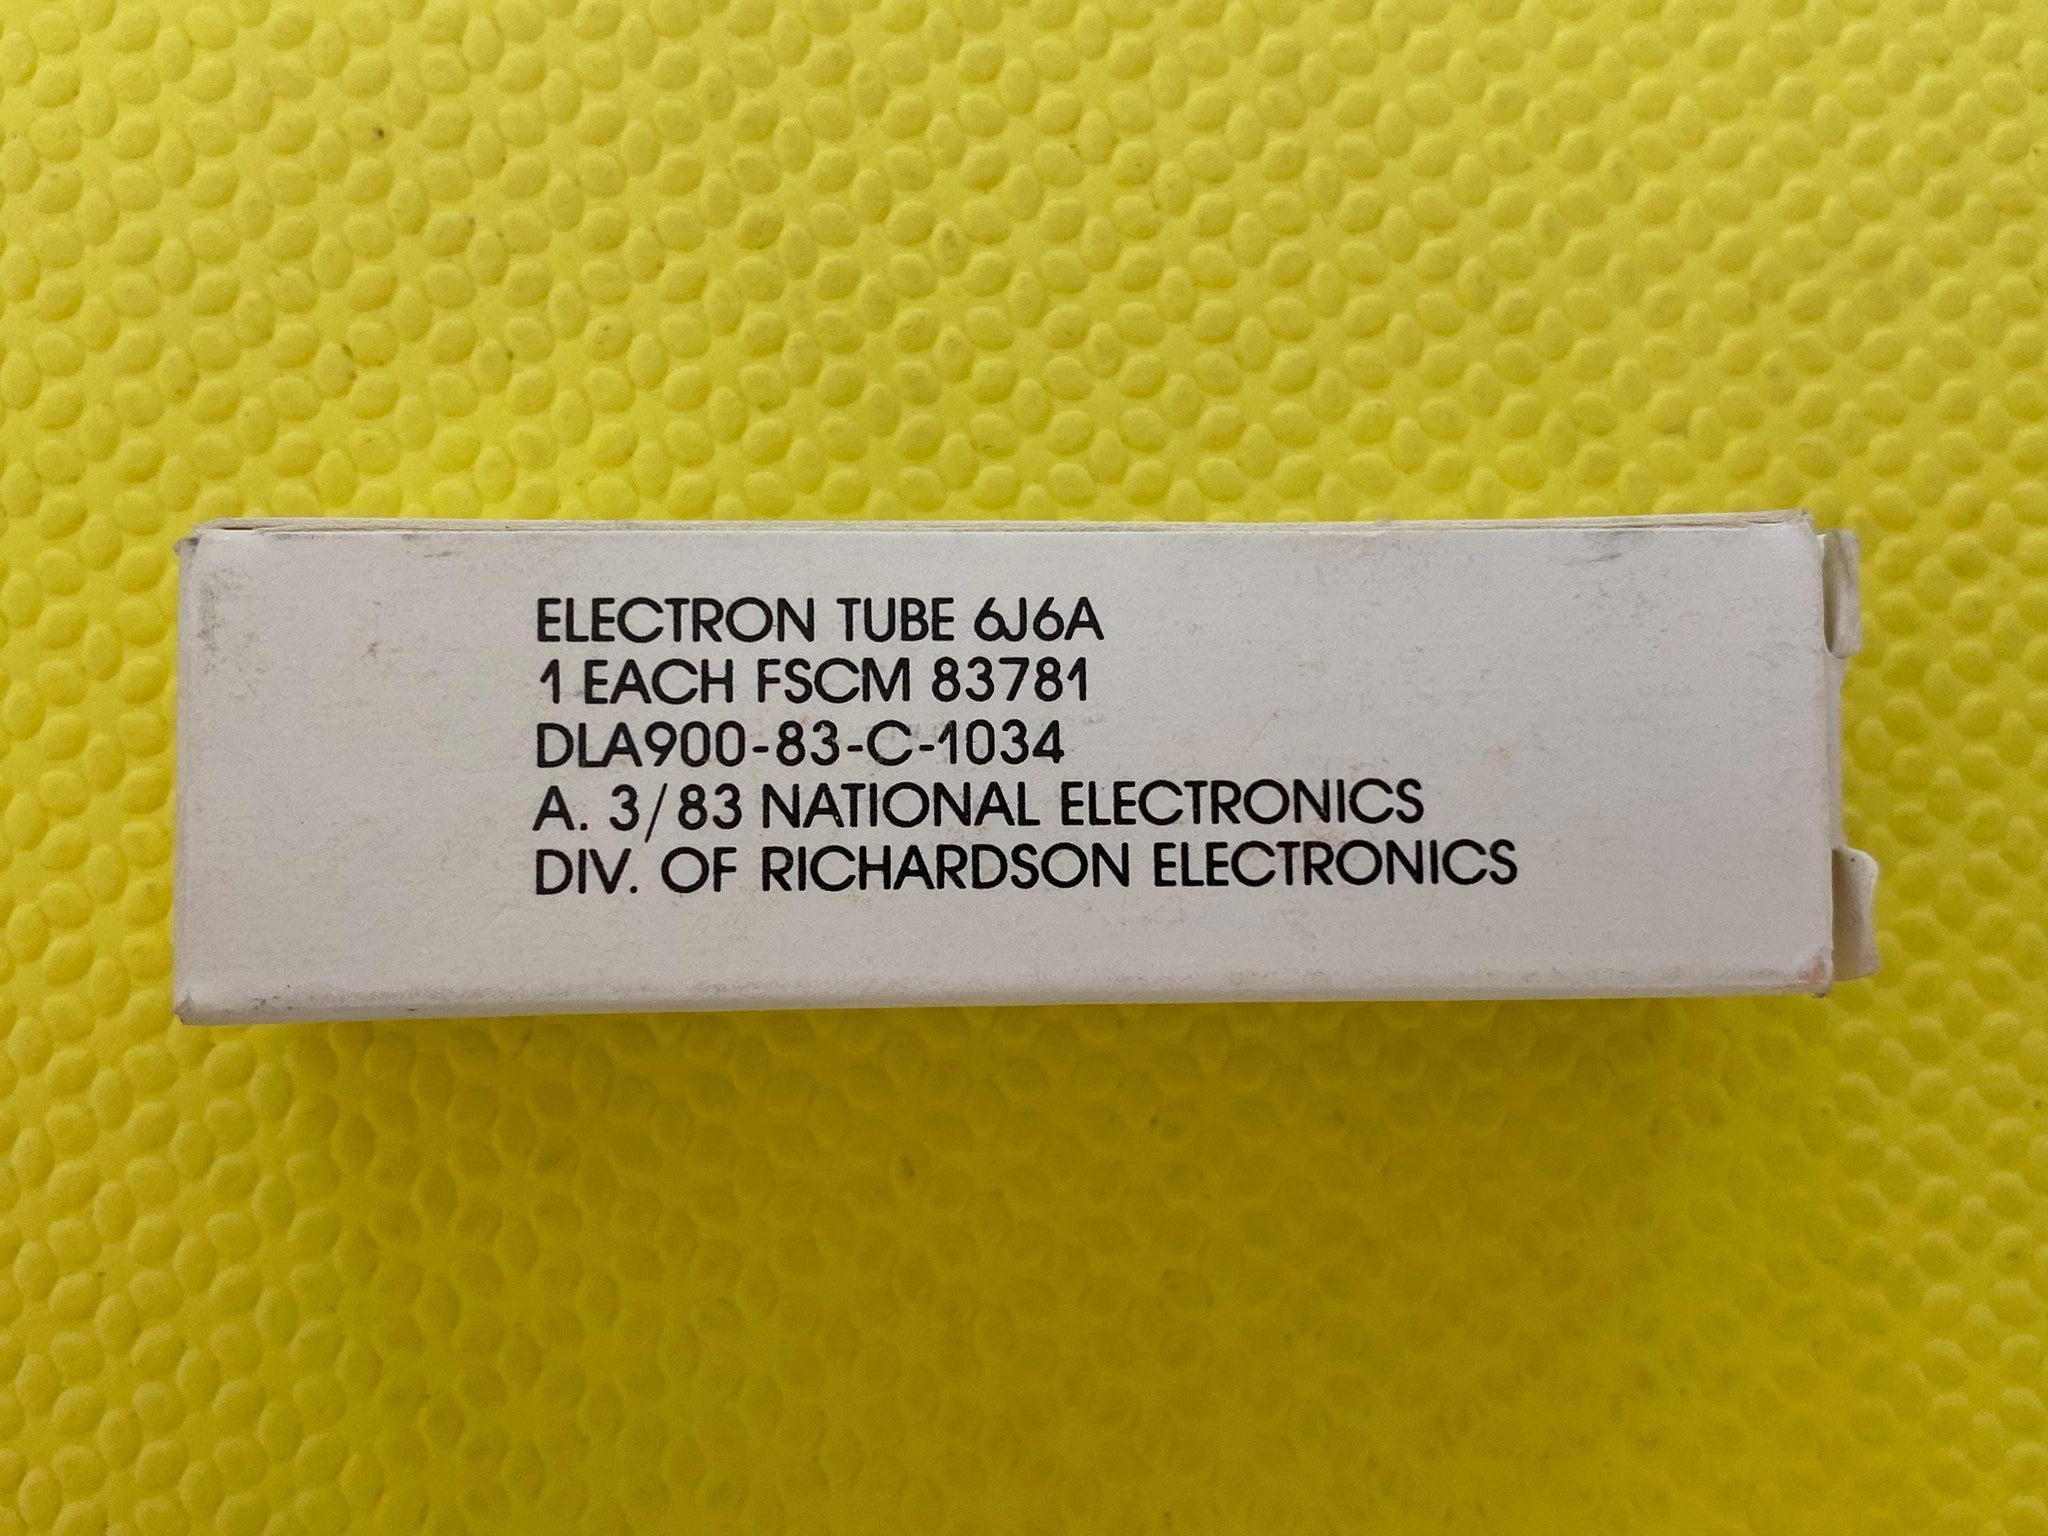 ELECTRON TUBE 6J6A
1 EACH FSCM 83781
DLA900-83-C-1034
A. 3/83 NATIONAL ELECTRONICS
DIV. OF RICHARDSON ELECTRONICS